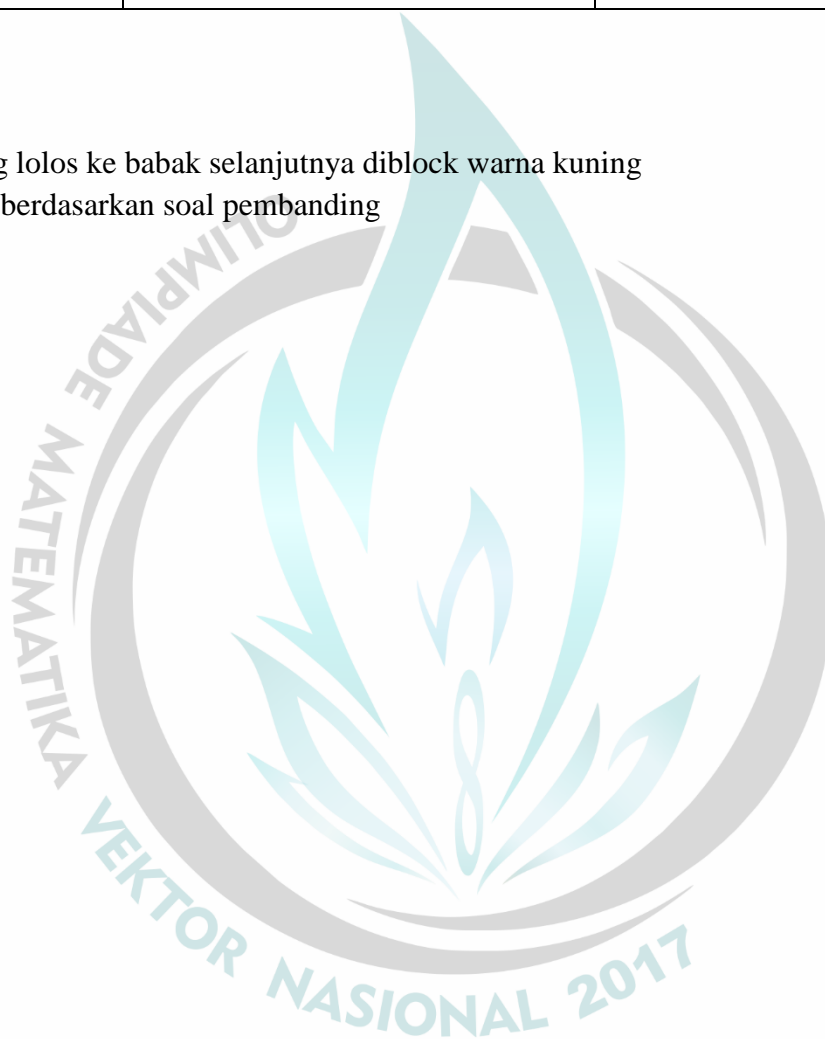 g lolos ke babak selanjutnya diblock warna kuning
berdasarkan soal pembanding
OLIMPIADE MATEMATIKA VEKTOR NASIONAL 2017